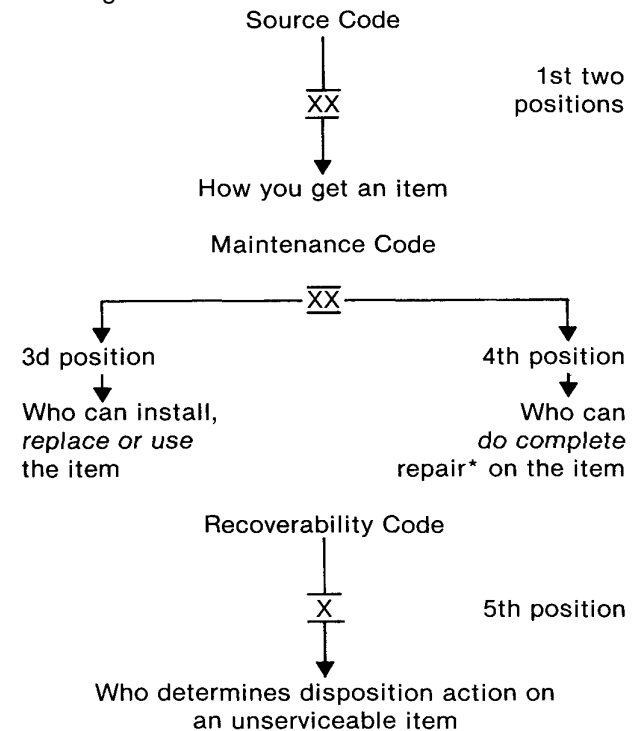 Source Code
1st two
XX
positions
How you get an item
Maintenance Code
XX
3d position
4th position
Who can install,
replace or use
the item
Who can
do complete
repair* on the item
Recoverability Code
X
5th position
Who determines disposition action on
an unserviceable item